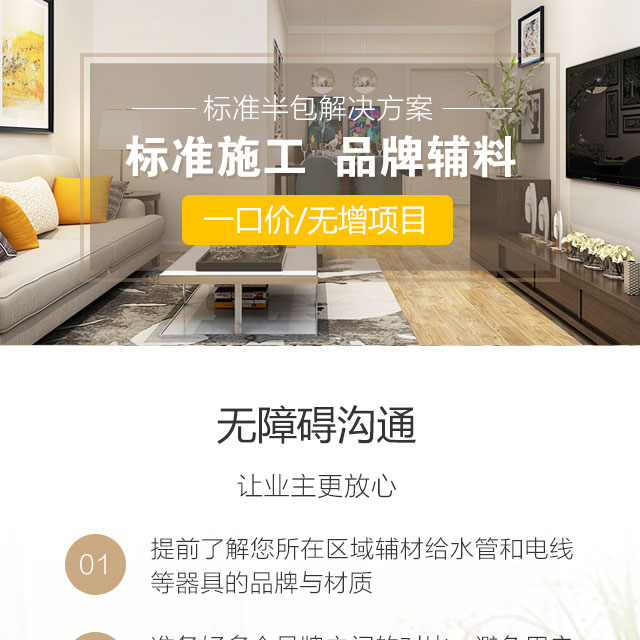 标准半包解决方案
标准施工 品牌辅料
一口价/无增项目
无障碍沟通
让业主更放心
01
提前了解您所在区域辅材给水管和电线
等器具的品牌与材质